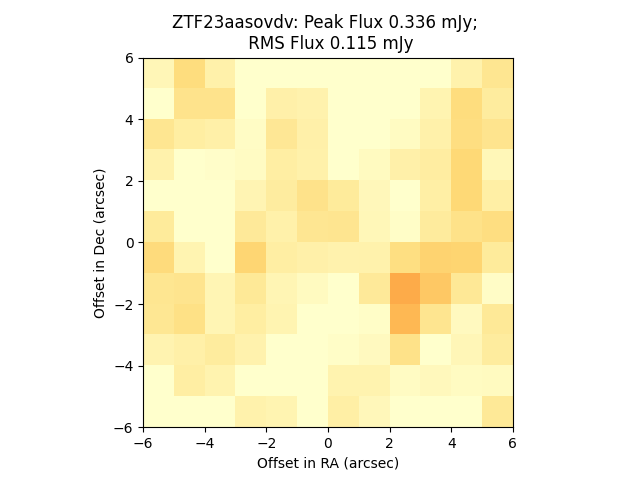 ZTF23aasovdv: Peak Flux 0.336 mJy;
RMS Flux 0.115 mJy
6
4
2
0
−2
−4
−6
Offset in Dec (arcsec)
−6 −4 −2 0 2 4 6
Offset in RA (arcsec)